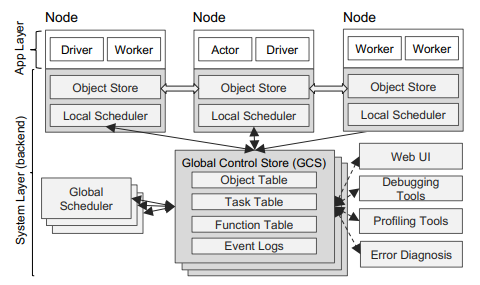 Node
Node
Node
App Layer
Driver
Worker
Actor
Driver
Worker
Worker
Object Store
Object Store
Object Store
Local Scheduler
Local Scheduler
Local Scheduler
System Layer (backend)
Global Control Store (GCS)
Object Table
Task Table
Function Table
Event Logs
Global
Scheduler
Web UI
Debugging
Tools
Profiling Tools
Error Diagnosis